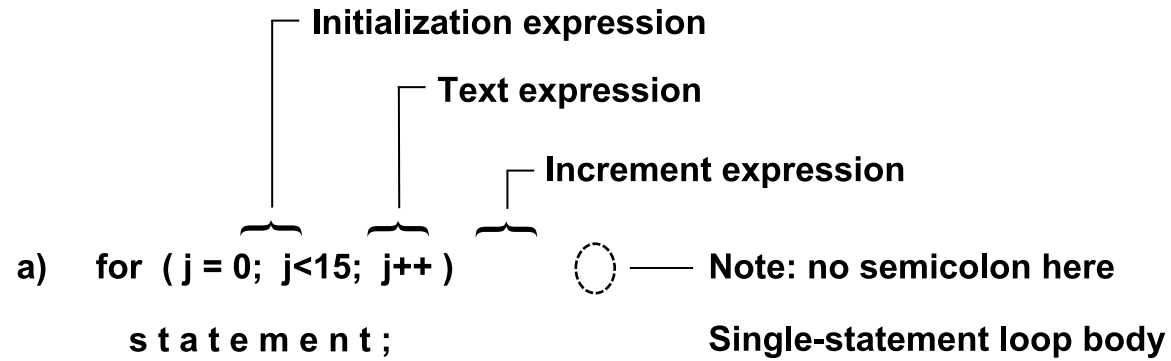 Initialization expression
Text expression
Increment expression
a) for ( j = 0; j<15; j++ ) Note: no semicolon here
s t a t e m e n t ; Single-statement loop body